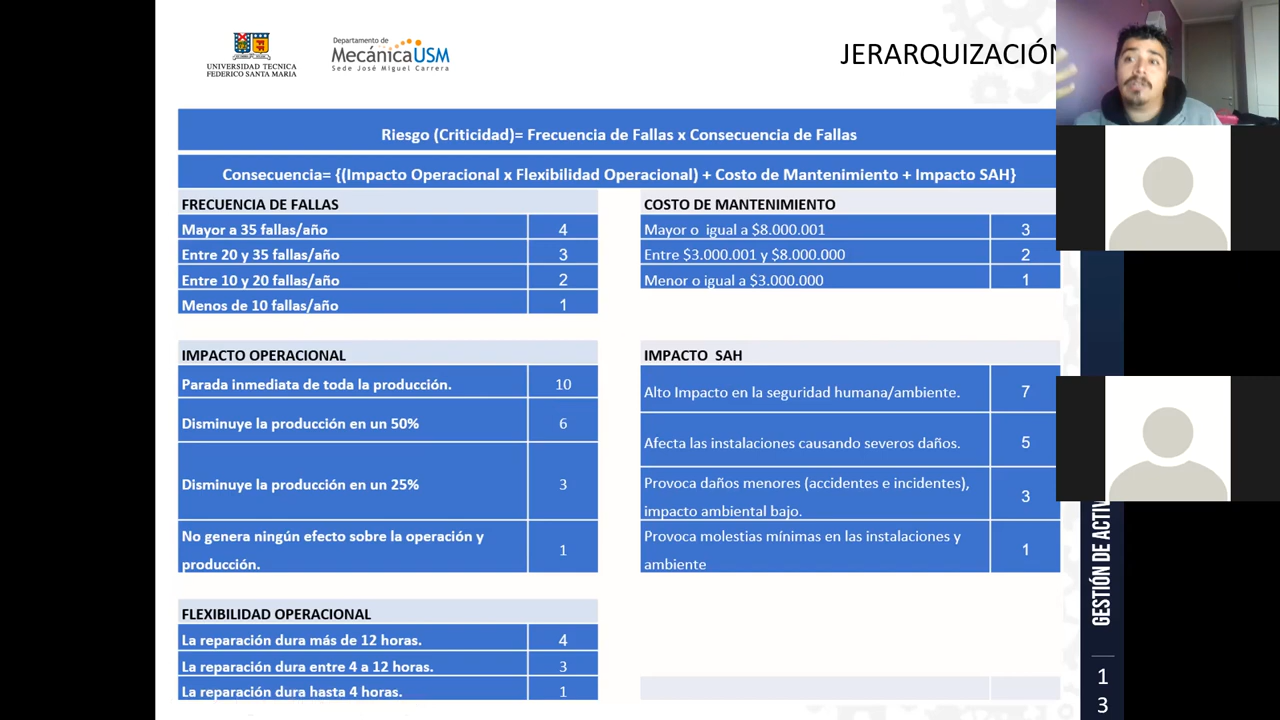 UNIVERSIDAD TECNICA
FEDERICO SANTA MARIA
Departamento de
MecánicaUSM
Sede José Miguel Carrera
JERARQUIZACIÓN
Riesgo (Criticidad)= Frecuencia de Fallas x Consecuencia de Fallas
Consecuencia= {(Impacto Operacional x Flexibilidad Operacional) + Costo de Mantenimiento + Impacto SAH}
FRECUENCIA DE FALLAS
Mayor a 35 fallas/año 4
Entre 20 y 35 fallas/año 3
Entre 10 y 20 fallas/año 2
Menos de 10 fallas/año 1
COSTO DE MANTENIMIENTO
Mayor o igual a $8.000.001 3
Entre $3.000.001 y $8.000.000 2
Menor o igual a $3.000.000 1
IMPACTO OPERACIONAL
Parada inmediata de toda la producción. 10
Disminuye la producción en un 50% 6
Disminuye la producción en un 25% 3
No genera ningún efecto sobre la operación y
producción. 1
IMPACTO SAH
Alto Impacto en la seguridad humana/ambiente. 7
Afecta las instalaciones causando severos daños. 5
Provoca daños menores (accidentes e incidentes),
impacto ambiental bajo. 3
Provoca molestias mínimas en las instalaciones y
ambiente 1
FLEXIBILIDAD OPERACIONAL
La reparación dura más de 12 horas. 4
La reparación dura entre 4 a 12 horas. 3
La reparación dura hasta 4 horas. 1
GESTIÓN DE
1
3